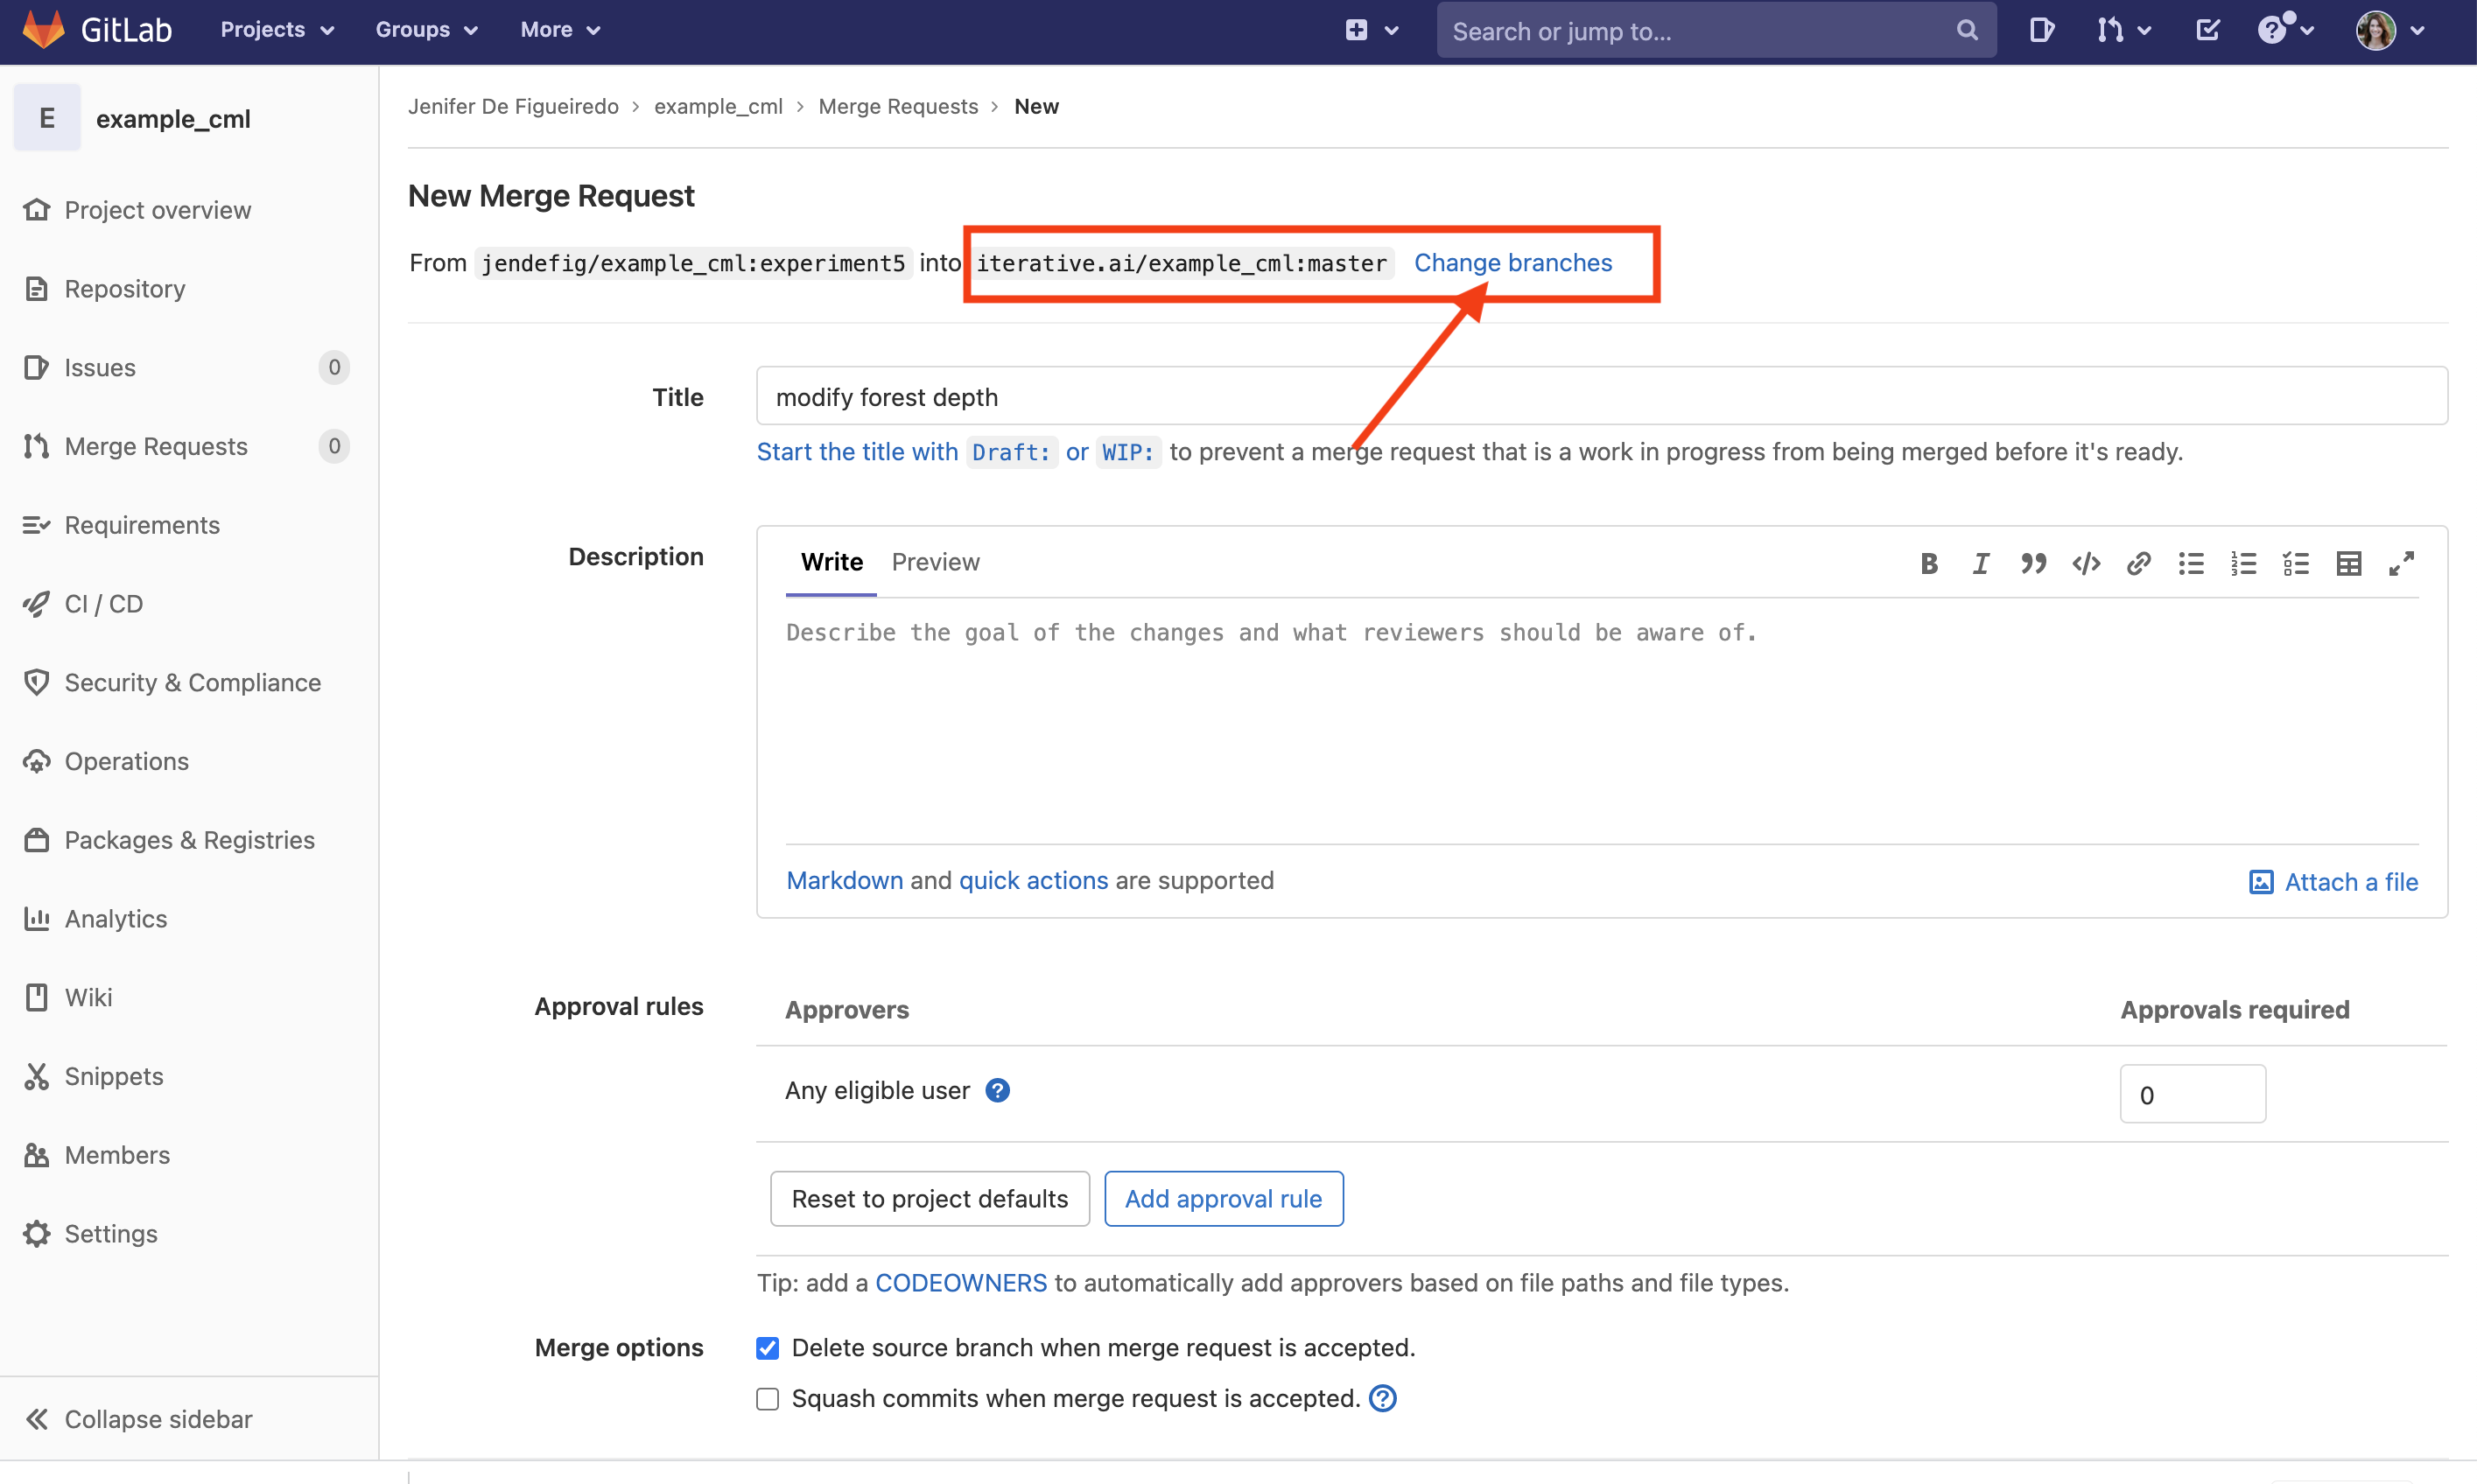 GitLab Projects Groups More Search or jump to...
E example_cml
Project overview
Repository
Issues 0
Merge Requests 0
Requirements
CI / CD
Security & Compliance
Operations
Packages & Registries
Analytics
Wiki
Snippets
Members
Settings
Collapse sidebar
Jenifer De Figueiredo > example_cml > Merge Requests > New
New Merge Request
From jendefig/example_cml:experiment5 into iterative.ai/example_cml:master Change branches
Title modify forest depth
Start the title with Draft: or WIP: to prevent a merge request that is a work in progress from being merged before it's ready.
Description Write Preview
Describe the goal of the changes and what reviewers should be aware of.
Markdown and quick actions are supported Attach a file
Approval rules Approvers Approvals required
Any eligible user 0
Reset to project defaults Add approval rule
Tip: add a CODEOWNERS to automatically add approvers based on file paths and file types.
Merge options Delete source branch when merge request is accepted.
Squash commits when merge request is accepted.